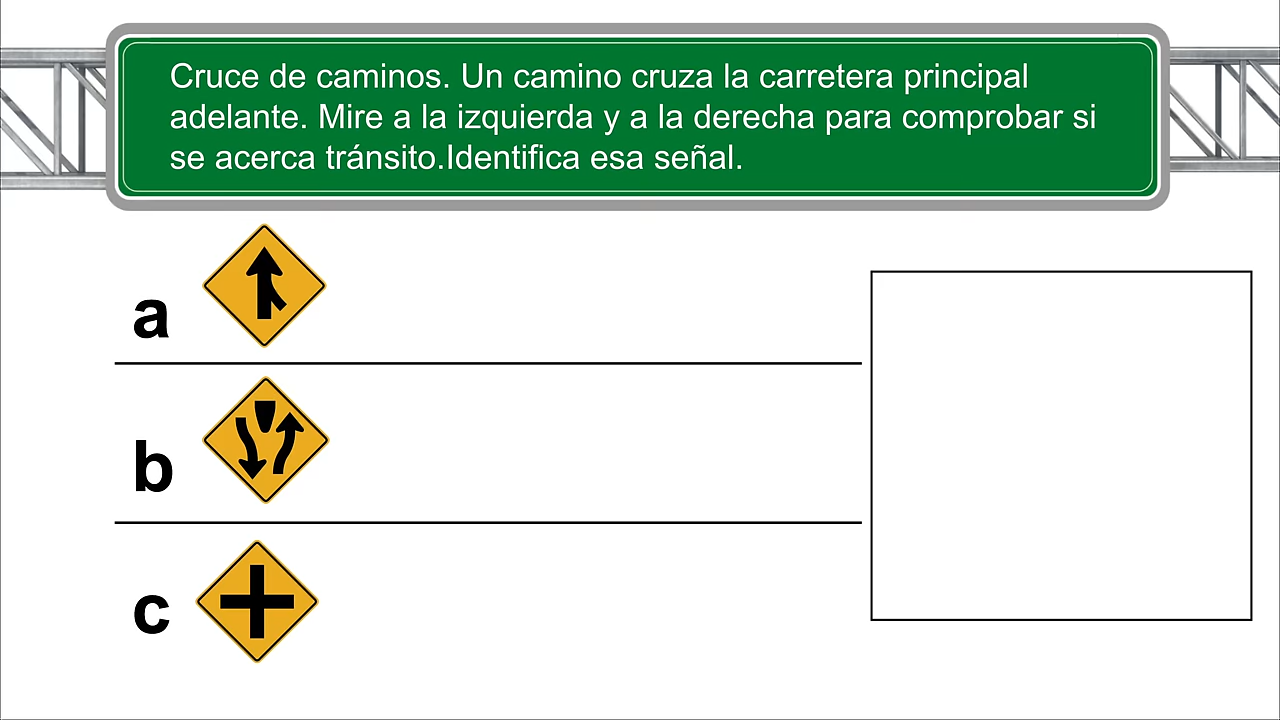 Cruce de caminos. Un camino cruza la carretera principal
adelante. Mire a la izquierda y a la derecha para comprobar si
se acerca tránsito.Identifica esa señal.
a
b
c